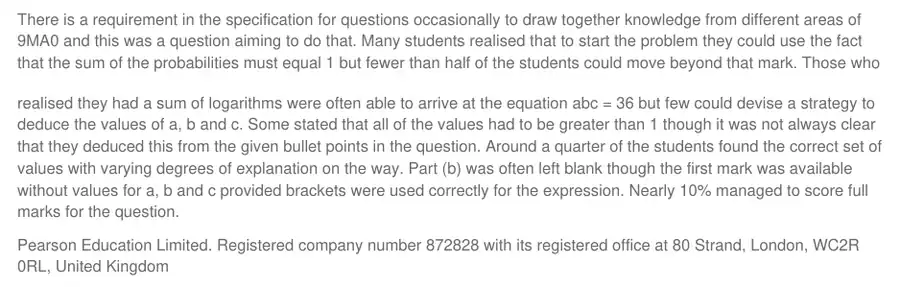 There is a requirement in the specification for questions occasionally to draw together knowledge from different areas of
9MA0 and this was a question aiming to do that. Many students realised that to start the problem they could use the fact
that the sum of the probabilities must equal 1 but fewer than half of the students could move beyond that mark. Those who
realised they had a sum of logarithms were often able to arrive at the equation abc = 36 but few could devise a strategy to
deduce the values of a, b and c. Some stated that all of the values had to be greater than 1 though it was not always clear
that they deduced this from the given bullet points in the question. Around a quarter of the students found the correct set of
values with varying degrees of explanation on the way. Part (b) was often left blank though the first mark was available
without values for a, b and c provided brackets were used correctly for the expression. Nearly 10% managed to score full
marks for the question.
Pearson Education Limited. Registered company number 872828 with its registered office at 80 Strand, London, WC2R
0RL, United Kingdom